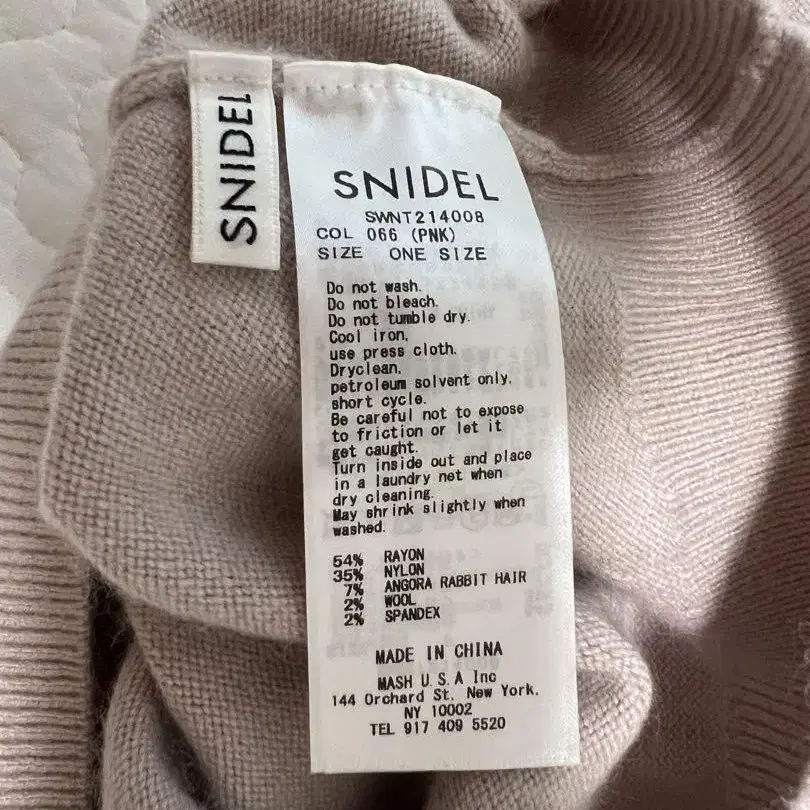 SNIDEL
SNIDEL
SWNT214008
COL 066 (PNK)
SIZE ONE SIZE
Do not wash.
Do not bleach.
Do not tumble dry.
Cool iron,
use press cloth.
Dryclean,
petroleum solvent only,
short cycle.
Be careful not to expose
to friction or let it
get caught.
Turn inside out and place
in a laundry net when
dry cleaning.
May shrink slightly when
washed.
54% RAYON
35% NYLON
7% ANGORA RABBIT HAIR
2% WOOL
2% SPANDEX
MADE IN CHINA
MASH U.S.A Inc
144 Orchard St. New York.
NY 10002
TEL 917 409 5520